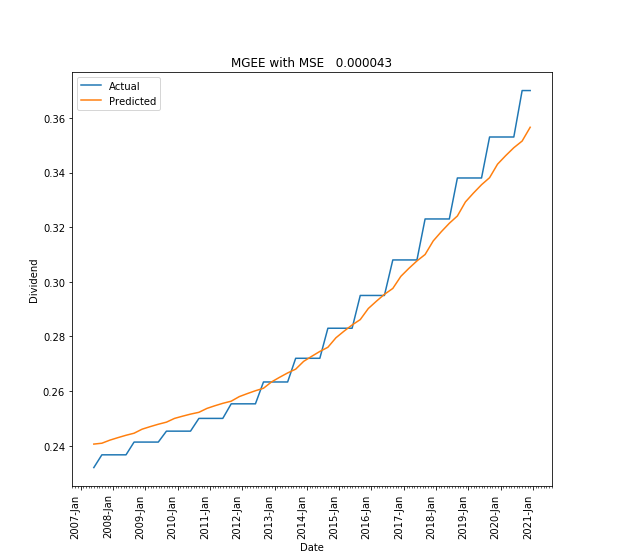 MGEE with MSE   0.000043
Actual
Predicted
0.36
0.34
0.32
0.30
0.28
0.26
0.24
Dividend
2007-Jan
2008-Jan
2009-Jan
2010-Jan
2011-Jan
2012-Jan
2013-Jan
2014-Jan
2015-Jan
2016-Jan
2017-Jan
2018-Jan
2019-Jan
2020-Jan
2021-Jan
Date